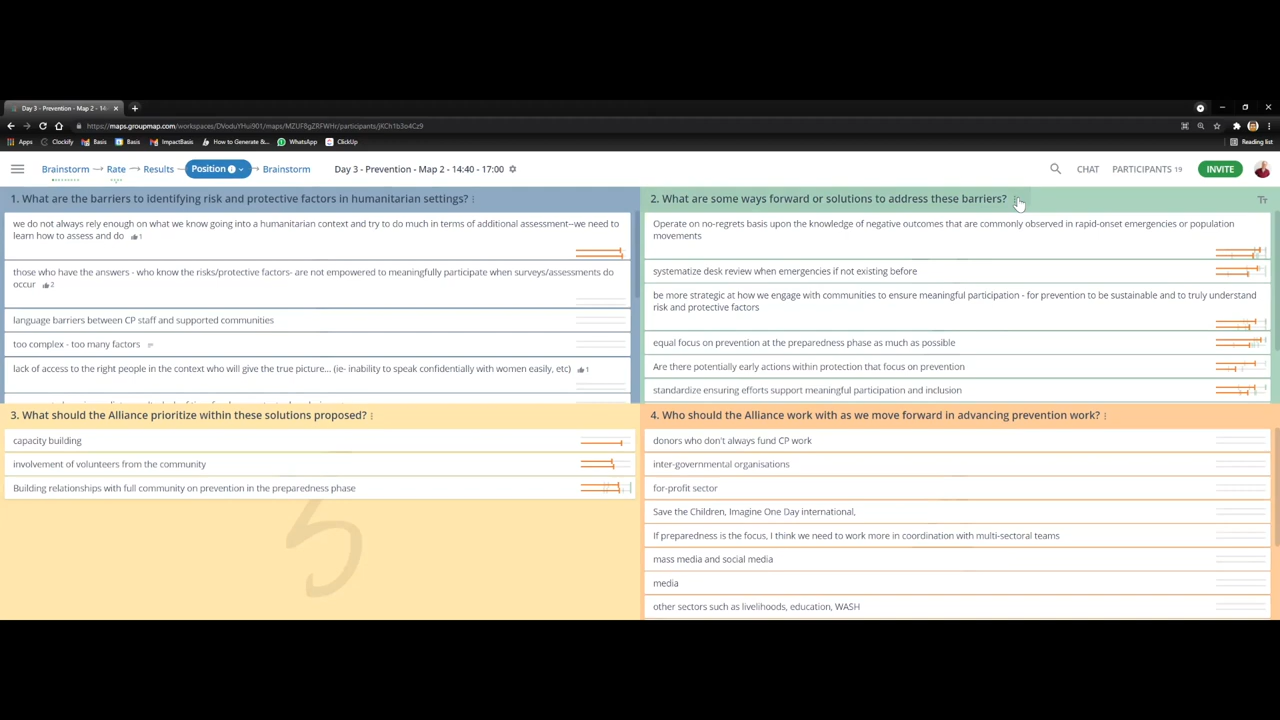 Day 3 - Prevention - Map 2 - 14:
https://maps.groupmap.com/workspaces/DVoduYHui901/maps/MZUF8gZRFWHr/participants/jKCh1b3o4Cz9
Apps Clockify Basis Basis ImpactBasis How to Generate &... WhatsApp ClickUp Reading list
Brainstorm Rate Results Position Brainstorm Day 3 - Prevention - Map 2 - 14:40 - 17:00 CHAT PARTICIPANTS 19 INVITE
1. What are the barriers to identifying risk and protective factors in humanitarian settings?
we do not always rely enough on what we know going into a humanitarian context and try to do much in terms of additional assessment--we need to
learn how to assess and do 1
those who have the answers - who know the risks/protective factors- are not empowered to meaningfully participate when surveys/assessments do
occur 2
language barriers between CP staff and supported communities
too complex - too many factors
lack of access to the right people in the context who will give the true picture... (ie- inability to speak confidentially with women easily, etc) 1
2. What are some ways forward or solutions to address these barriers?
Operate on no-regrets basis upon the knowledge of negative outcomes that are commonly observed in rapid-onset emergencies or population
movements
systematize desk review when emergencies if not existing before
be more strategic at how we engage with communities to ensure meaningful participation - for prevention to be sustainable and to truly understand
risk and protective factors
equal focus on prevention at the preparedness phase as much as possible
Are there potentially early actions within protection that focus on prevention
standardize ensuring efforts support meaningful participation and inclusion
3. What should the Alliance prioritize within these solutions proposed?
capacity building
involvement of volunteers from the community
Building relationships with full community on prevention in the preparedness phase
3
4. Who should the Alliance work with as we move forward in advancing prevention work?
donors who don't always fund CP work
inter-governmental organisations
for-profit sector
Save the Children, Imagine One Day international,
If preparedness is the focus, I think we need to work more in coordination with multi-sectoral teams
mass media and social media
media
other sectors such as livelihoods, education, WASH